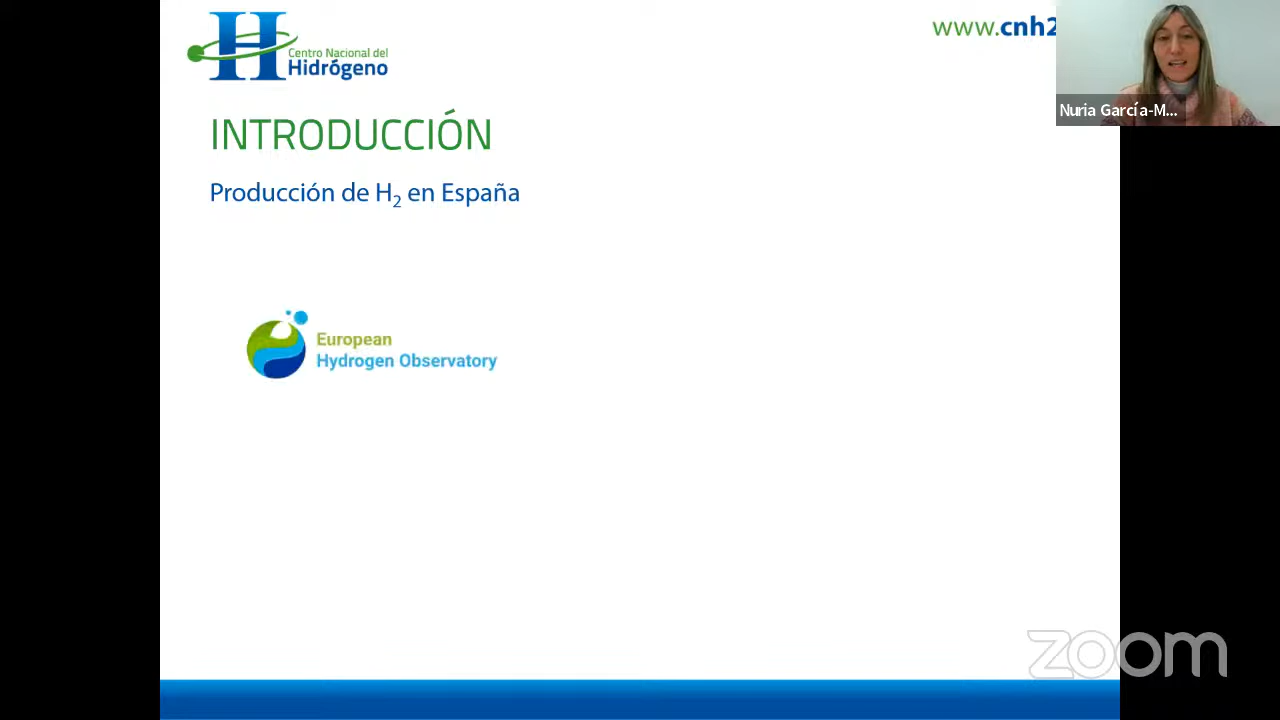 Centro Nacional del
Hidrógeno
www.cnh2
Nuria García-M...
INTRODUCCIÓN
Producción de H₂ en España
European
Hydrogen Observatory
zoom